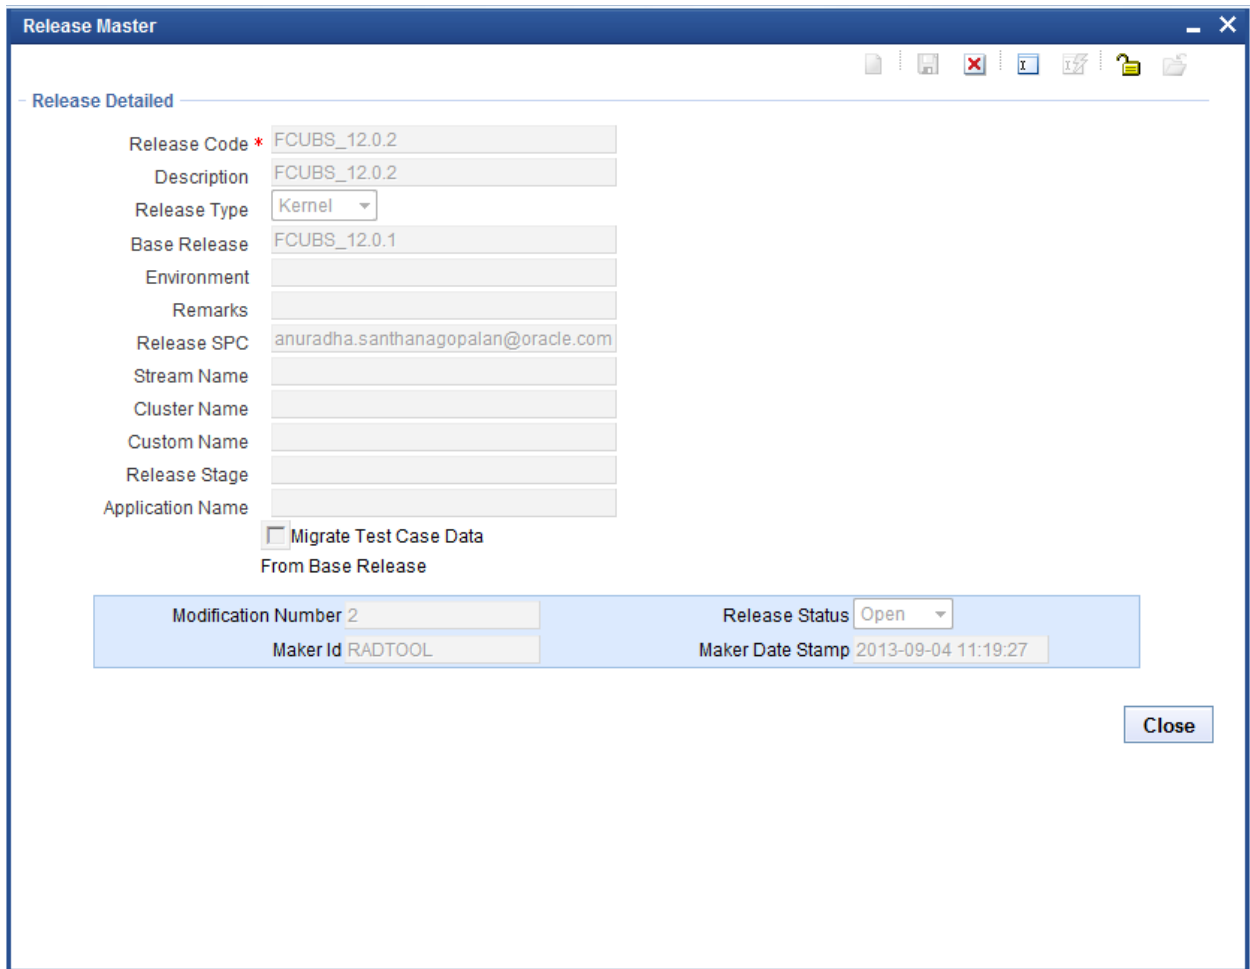 Release Master
Release Detailed
Release Code * FCUBS_12.0.2
Description FCUBS_12.0.2
Release Type Kernel
Base Release FCUBS_12.0.1
Environment
Remarks
Release SPC anuradha.santhanagopalan@oracle.com
Stream Name
Cluster Name
Custom Name
Release Stage
Application Name
Migrate Test Case Data
From Base Release
Modification Number 2 Release Status Open
Maker Id RADTOOL Maker Date Stamp 2013-09-04 11:19:27
Close